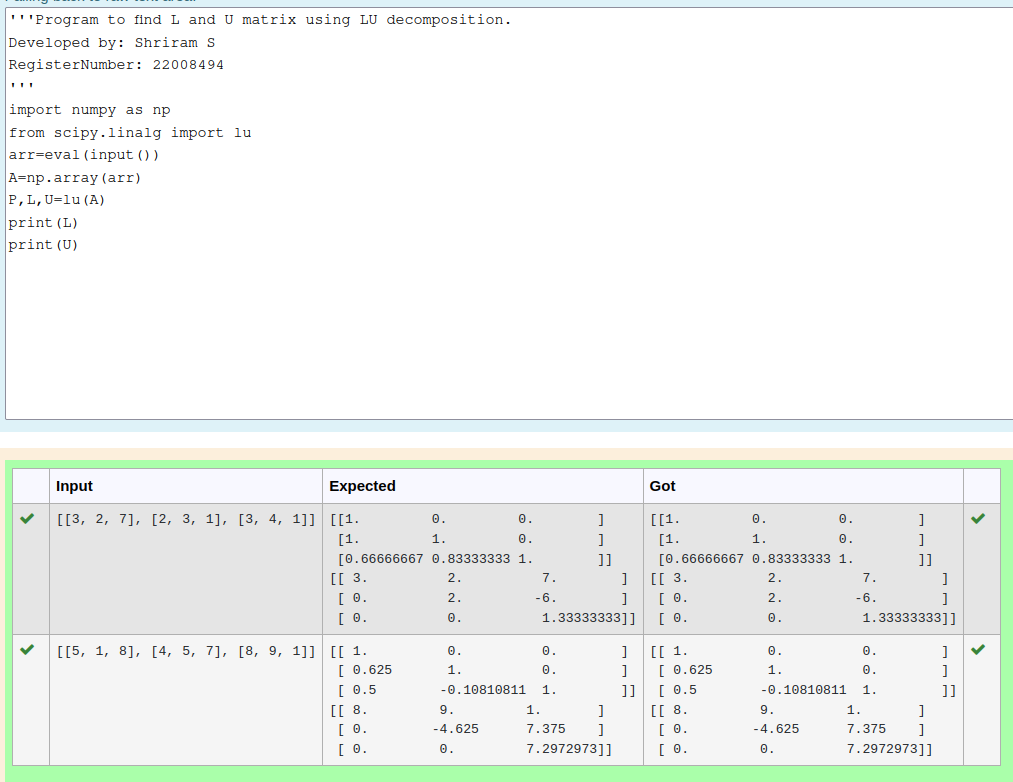 '''Program to find L and U matrix using LU decomposition.
Developed by: Shriram S
RegisterNumber: 22008494
'''
import numpy as np
from scipy.linalg import lu
arr=eval(input())
A=np.array(arr)
P,L,U=lu(A)
print(L)
print(U)
Input Expected Got
[[3, 2, 7], [2, 3, 1], [3, 4, 1]] [[1. 0. 0. ] [[1. 0. 0. ]
[1. 1. 0. ] [1. 1. 0. ]
[0.66666667 0.83333333 1. ]] [0.66666667 0.83333333 1. ]]
[[ 3. 2. 7. ] [[ 3. 2. 7. ]
[ 0. 2. -6. ] [ 0. 2. -6. ]
[ 0. 0. 1.33333333]] [ 0. 0. 1.33333333]]
[[5, 1, 8], [4, 5, 7], [8, 9, 1]] [[ 1. 0. 0. ] [[ 1. 0. 0. ]
[ 0.625 1. 0. ] [ 0.625 1. 0. ]
[ 0.5 -0.10810811 1. ]] [ 0.5 -0.10810811 1. ]]
[[ 8. 9. 1. ] [[ 8. 9. 1. ]
[ 0. -4.625 7.375 ] [ 0. -4.625 7.375 ]
[ 0. 0. 7.2972973]] [ 0. 0. 7.2972973]]